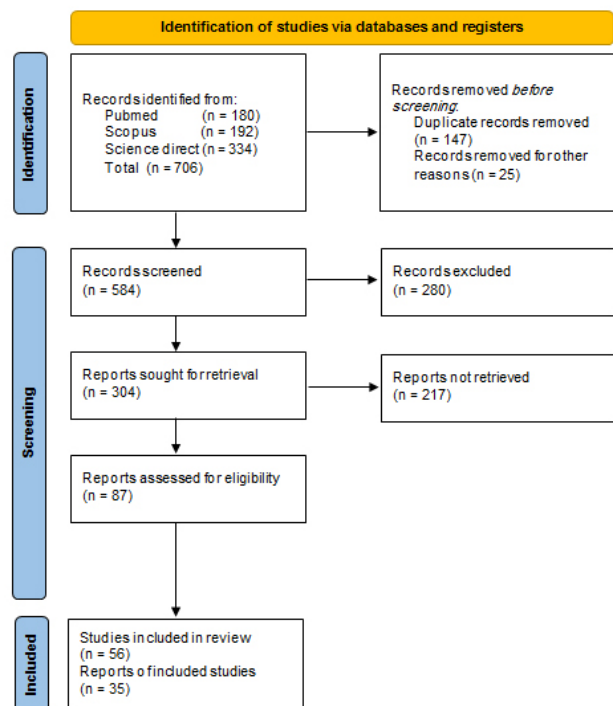 Identification of studies via databases and registers
Identification
Records identified from:
Pubmed (n = 180)
Scopus (n = 192)
Science direct (n = 334)
Total (n = 706)
Records removed before
screening:
Duplicate records removed
(n = 147)
Records removed for other
reasons (n = 25)
Screening
Records screened
(n = 584)
Records excluded
(n = 280)
Reports sought for retrieval
(n = 304)
Reports not retrieved
(n = 217)
Reports assessed for eligibility
(n = 87)
Included
Studies included in review
(n = 56)
Reports of included studies
(n = 35)